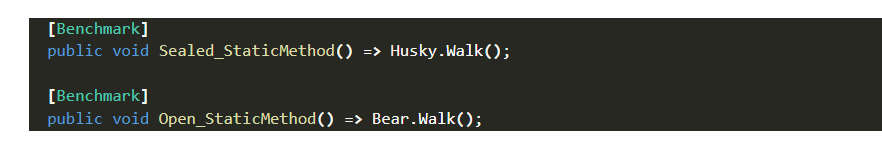 [Benchmark]
public void Sealed_StaticMethod() => Husky.Walk();
[Benchmark]
public void Open_StaticMethod() => Bear.Walk();